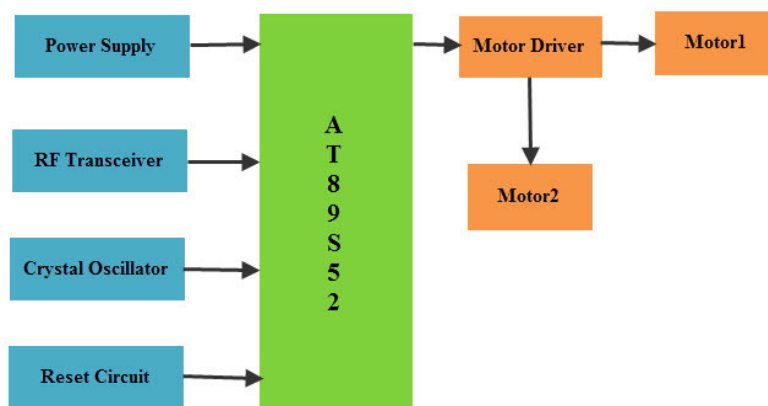 Power Supply
RF Transceiver
Crystal Oscillator
Reset Circuit
A
T
8
9
S
5
2
Motor Driver
Motor1
Motor2